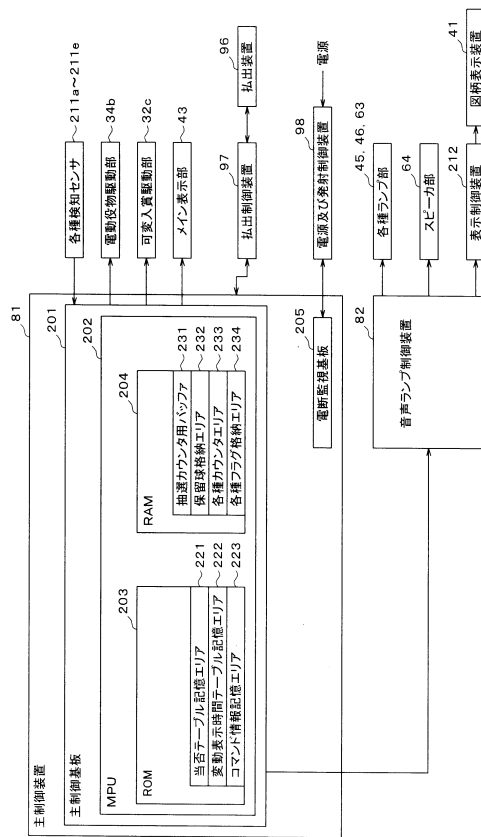 主制御装置
81
主制御基板
201
MPU
202
ROM
203
当否テーブル記憶エリア
221
変動表示時間テーブル記憶エリア
222
コマンド情報記憶エリア
223
RAM
204
抽選カウンタ用バッファ
231
保留球格納エリア
232
各種カウンタエリア
233
各種フラグ格納エリア
234
電断監視基板
205
各種検知センサ
211a～211e
電動役物駆動部
34b
可変入賞駆動部
32c
メイン表示部
43
払出制御装置
97
払出装置
96
電源及び発射制御装置
98
電源
音声ランプ制御装置
82
各種ランプ部
45, 46, 63
スピーカ部
64
表示制御装置
212
図柄表示装置
41